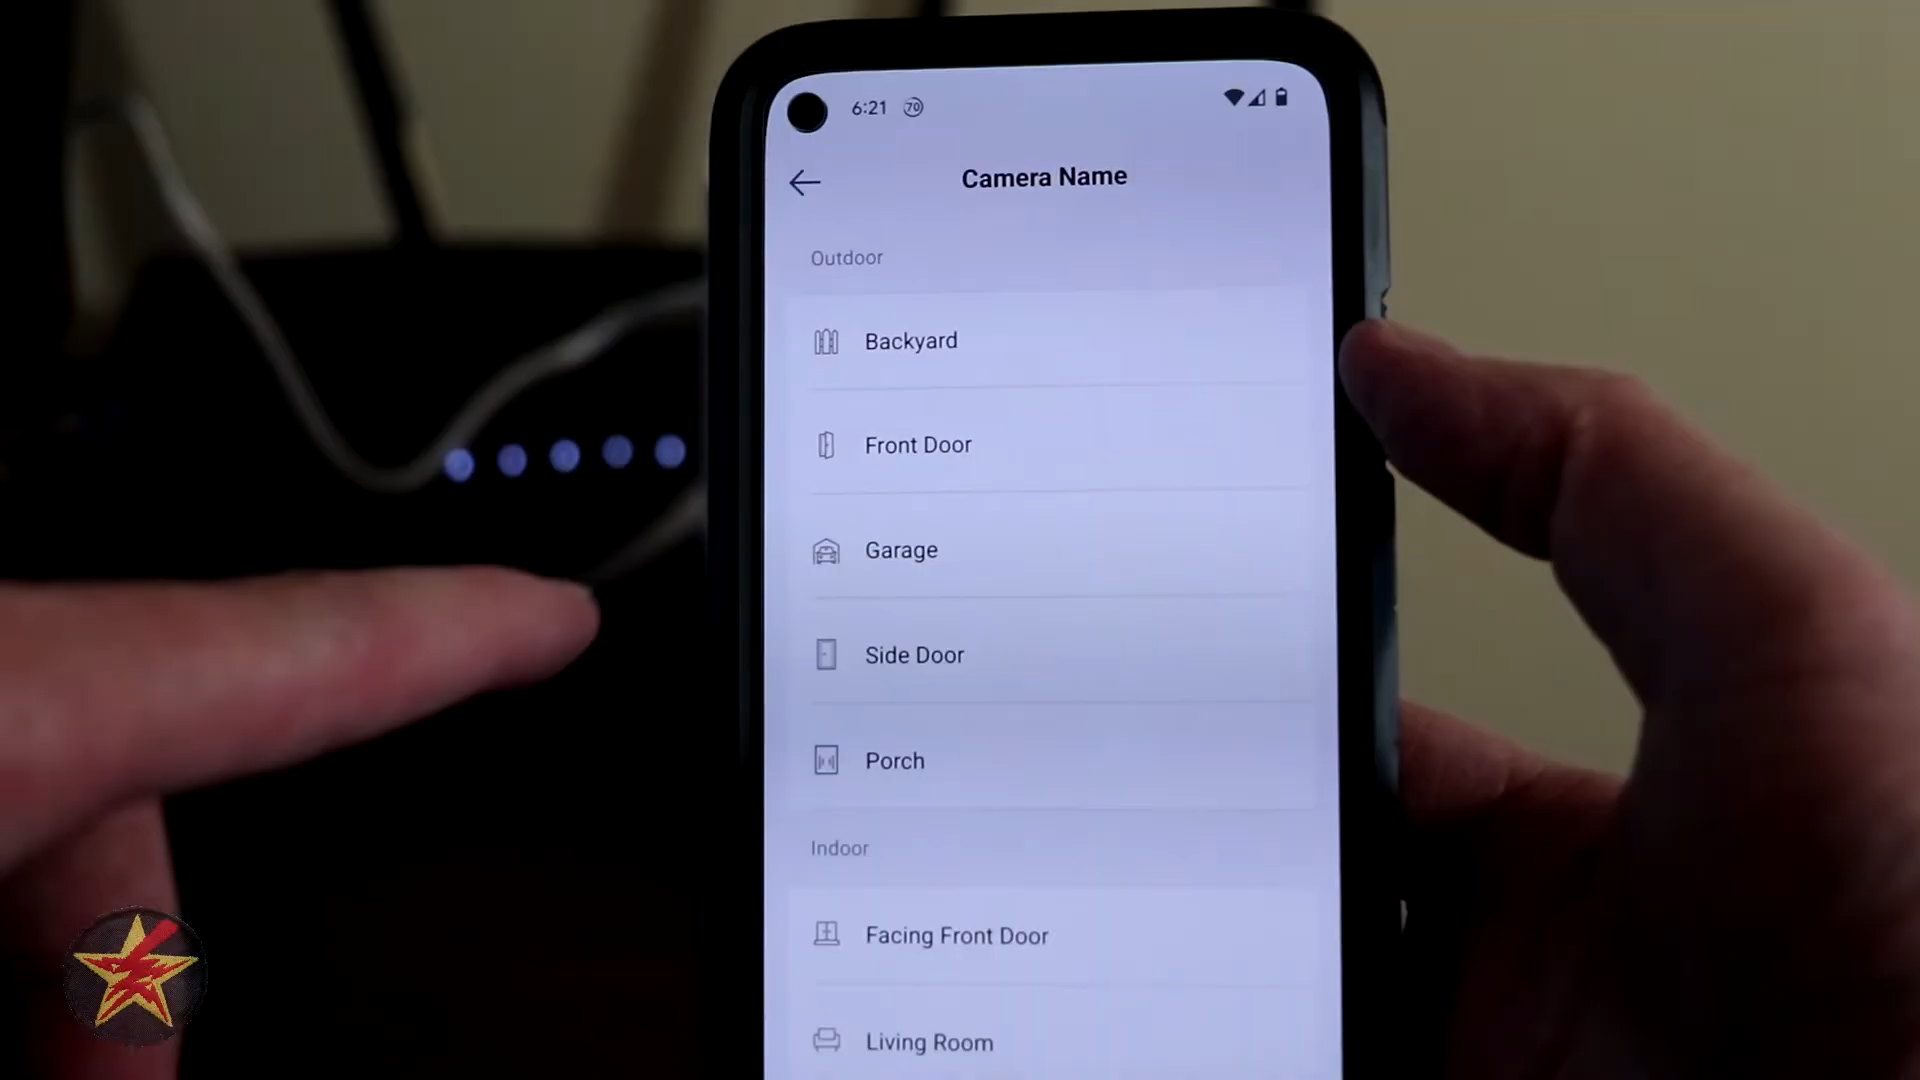 6:21 70
Camera Name
Outdoor
Backyard
Front Door
Garage
Side Door
Porch
Indoor
Facing Front Door
Living Room